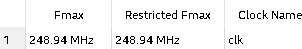 Fmax Restricted Fmax Clock Name
1 248.94 MHz 248.94 MHz clk